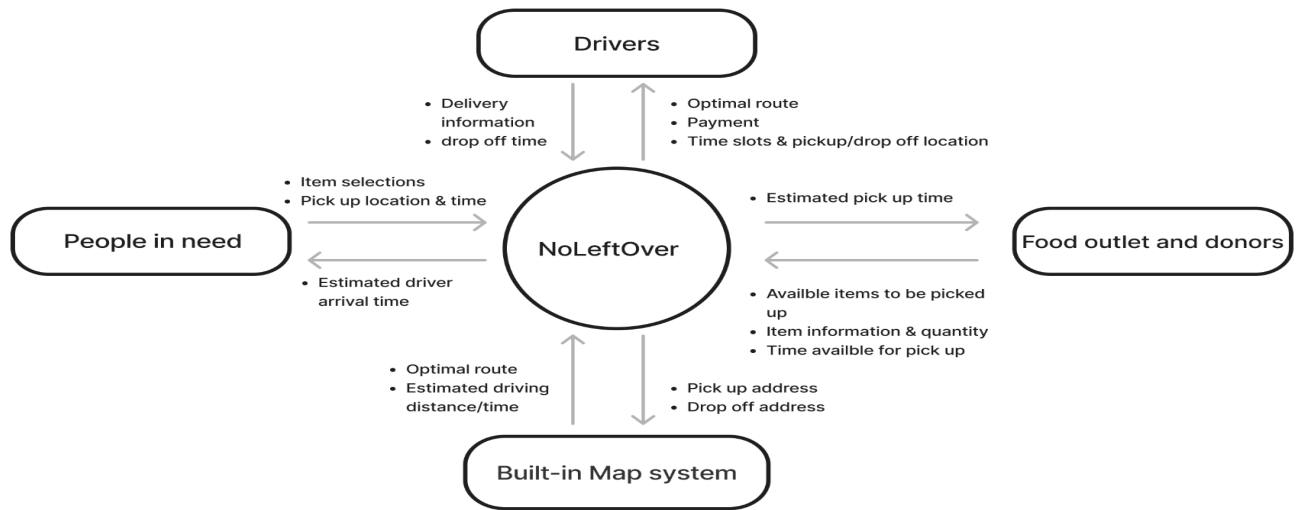 Drivers
• Delivery
information
• drop off time
• Optimal route
• Payment
• Time slots & pickup/drop off location
• Item selections
• Pick up location & time
• Estimated pick up time
People in need
NoLeftOver
Food outlet and donors
• Estimated driver
arrival time
• Availble items to be picked
up
• Item information & quantity
• Time availble for pick up
• Optimal route
• Estimated driving
distance/time
• Pick up address
• Drop off address
Built-in Map system